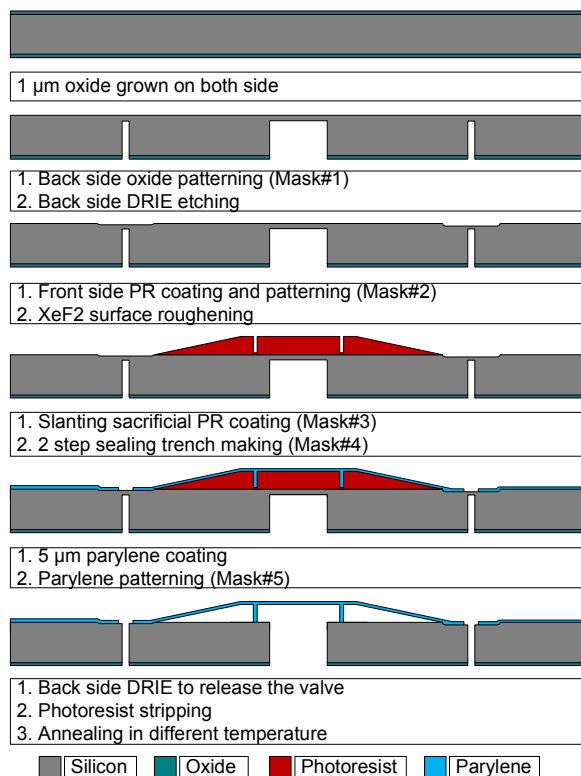 1 µm oxide grown on both side
1. Back side oxide patterning (Mask#1)
2. Back side DRIE etching
1. Front side PR coating and patterning (Mask#2)
2. XeF2 surface roughening
1. Slanting sacrificial PR coating (Mask#3)
2. 2 step sealing trench making (Mask#4)
1. 5 µm parylene coating
2. Parylene patterning (Mask#5)
1. Back side DRIE to release the valve
2. Photoresist stripping
3. Annealing in different temperature
Silicon Oxide Photoresist Parylene